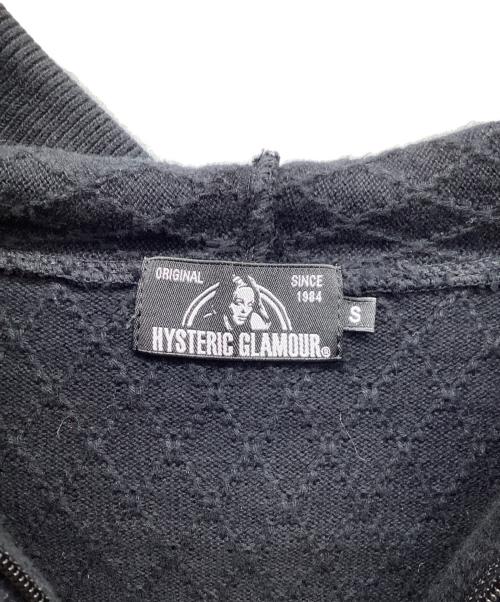 ORIGINAL SINCE
1984
HYSTERIC GLAMOUR®
S